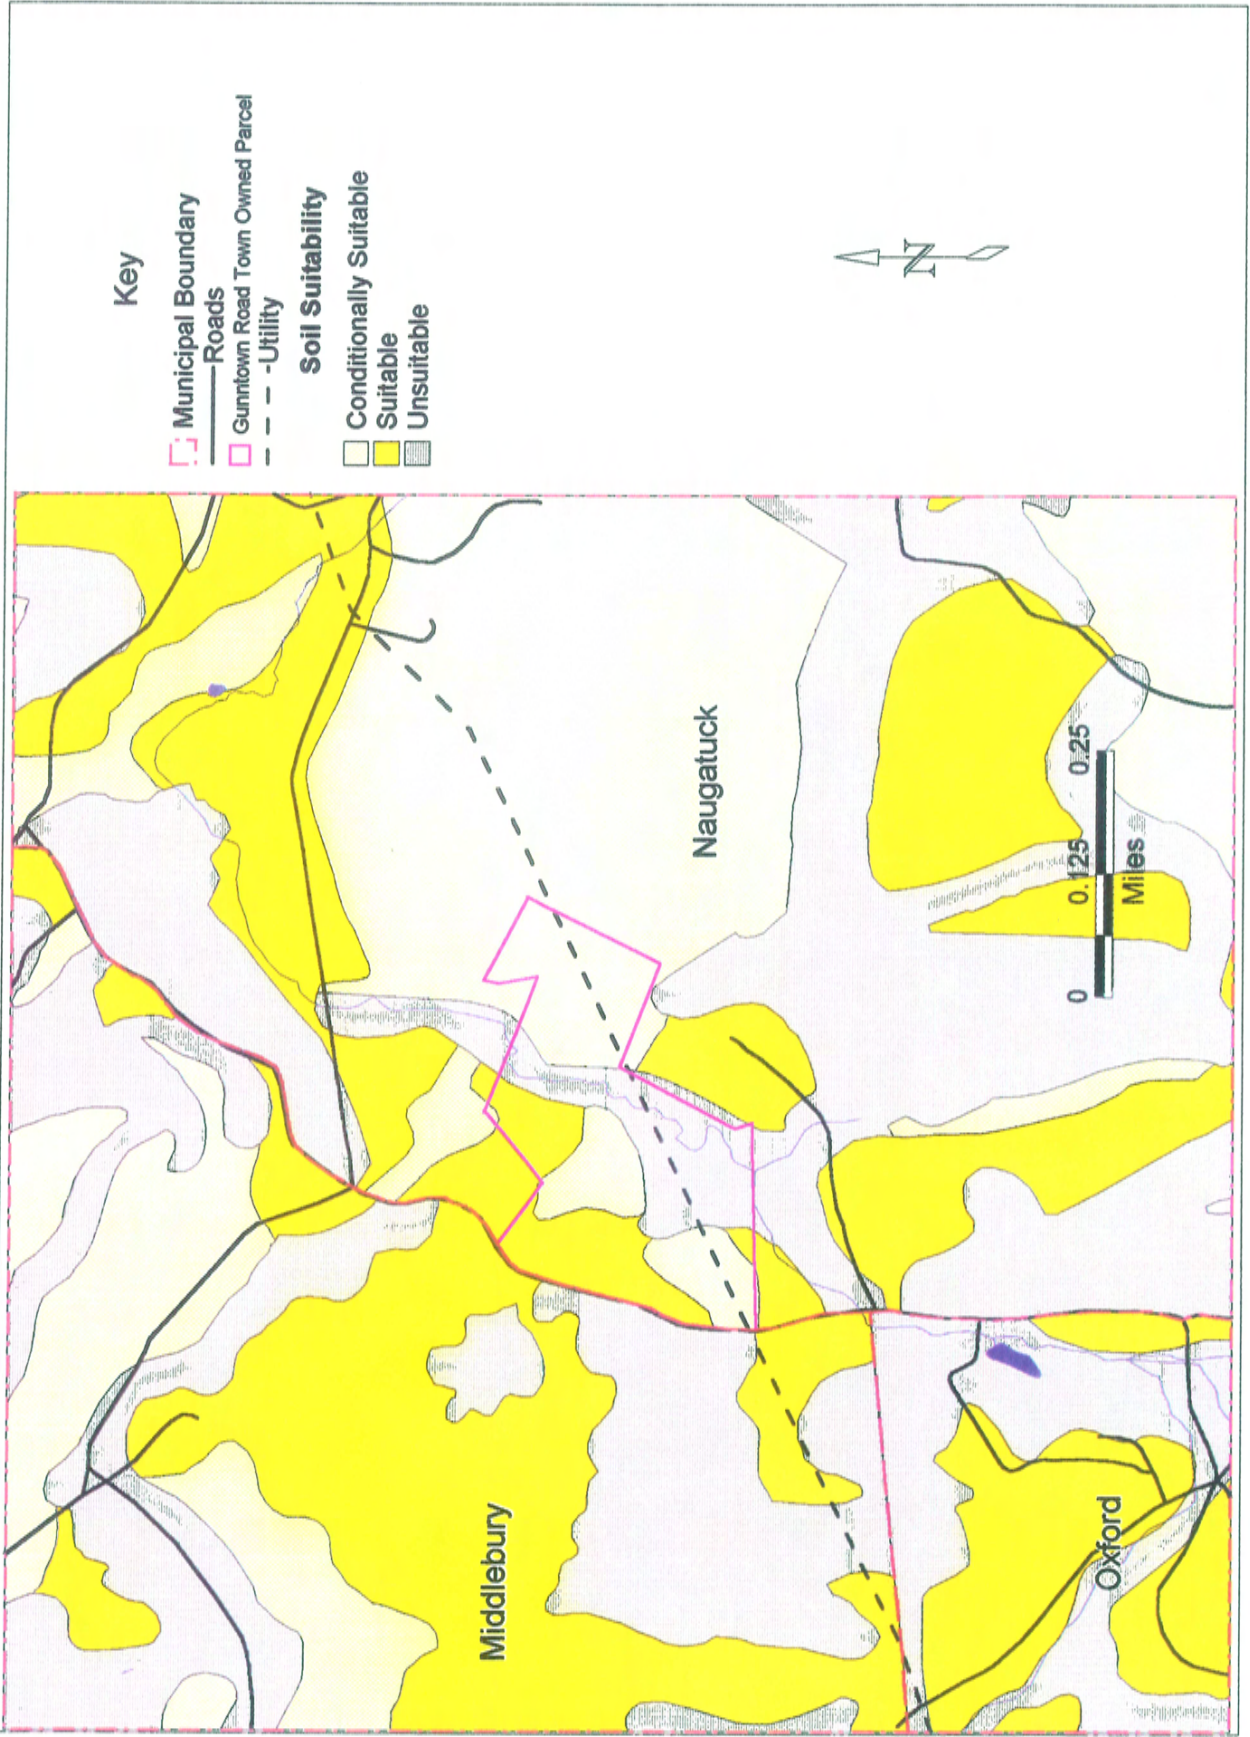 Key
Municipal Boundary
Roads
Gunntown Road Town Owned Parcel
Utility
Soil Suitability
Conditionally Suitable
Suitable
Unsuitable
N
Naugatuck
Middlebury
Oxford
0 0.125 0.25
Miles